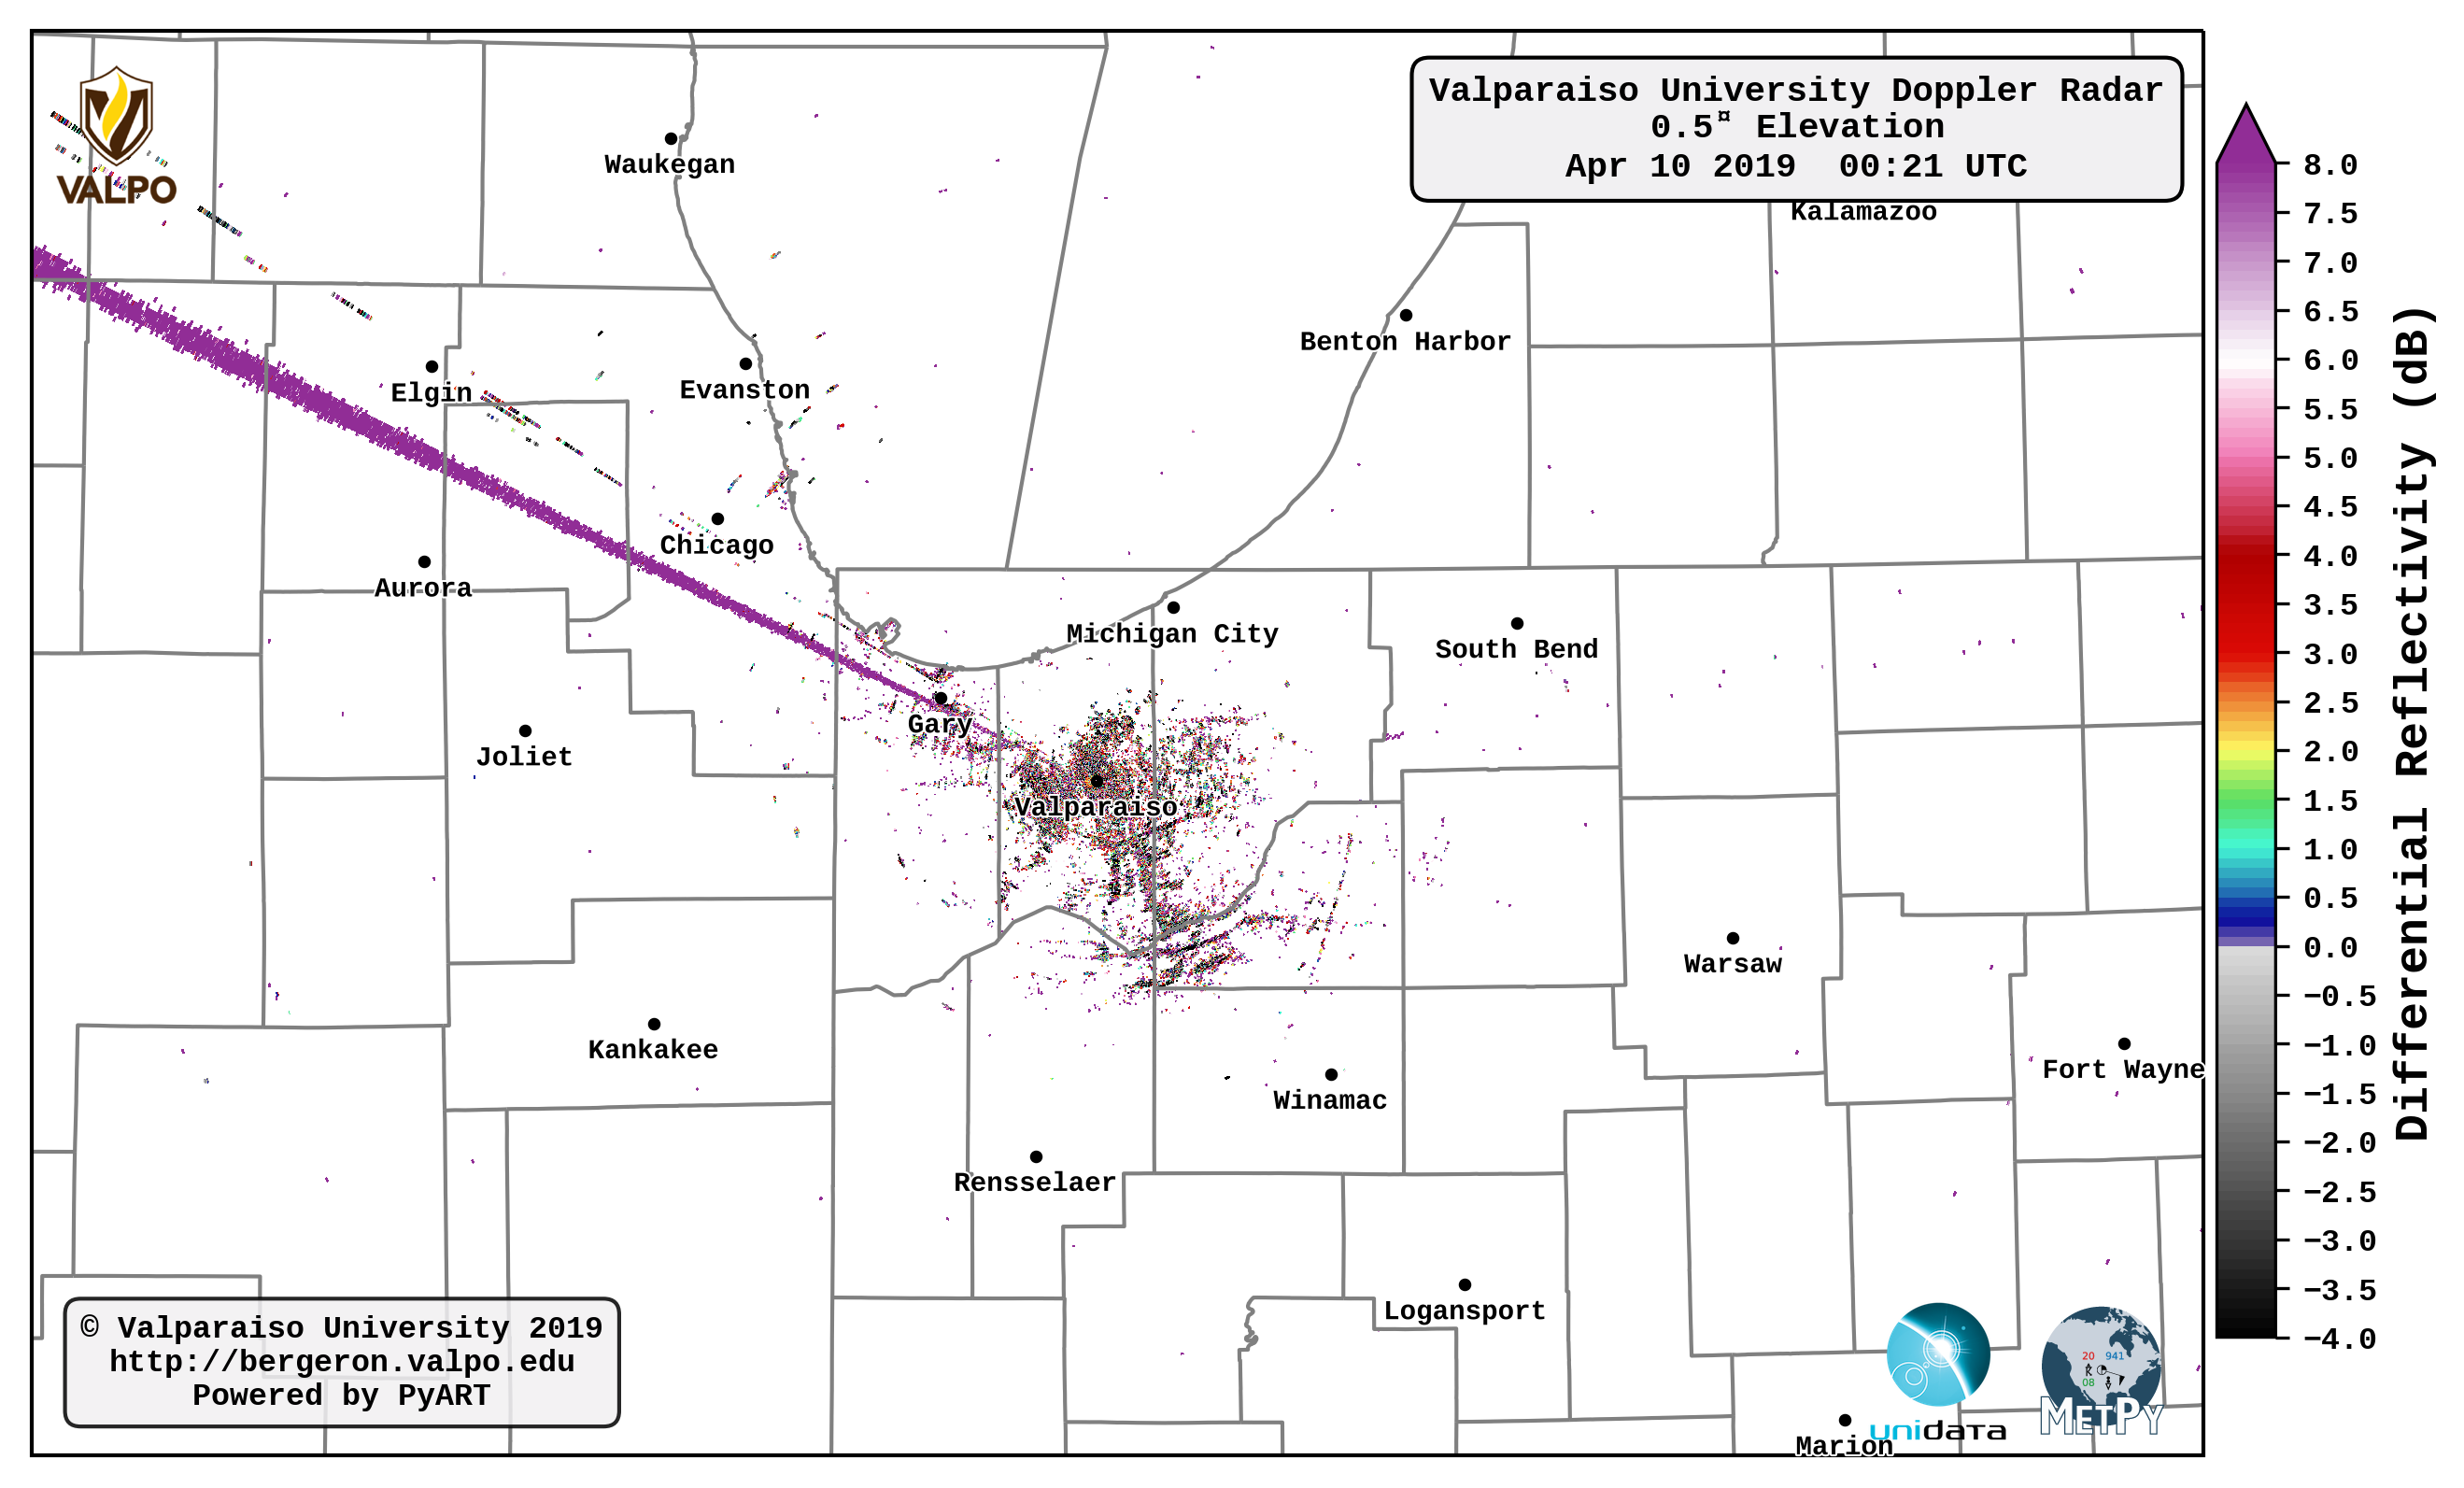 VALPO
Valparaiso University Doppler Radar
0.5¤ Elevation
Apr 10 2019  00:21 UTC
Kalamazoo
Waukegan
Benton Harbor
Elgin
Evanston
Chicago
Aurora
Michigan City
South Bend
Gary
Joliet
Valparaiso
Warsaw
Kankakee
Fort Wayne
Winamac
Rensselaer
Logansport
Marion
© Valparaiso University 2019
http://bergeron.valpo.edu
Powered by PyART
unidata
20 941
08
METPY
8.0
7.5
7.0
6.5
6.0
5.5
5.0
4.5
4.0
3.5
3.0
2.5
2.0
1.5
1.0
0.5
0.0
−0.5
−1.0
−1.5
−2.0
−2.5
−3.0
−3.5
−4.0
Differential Reflectivity (dB)